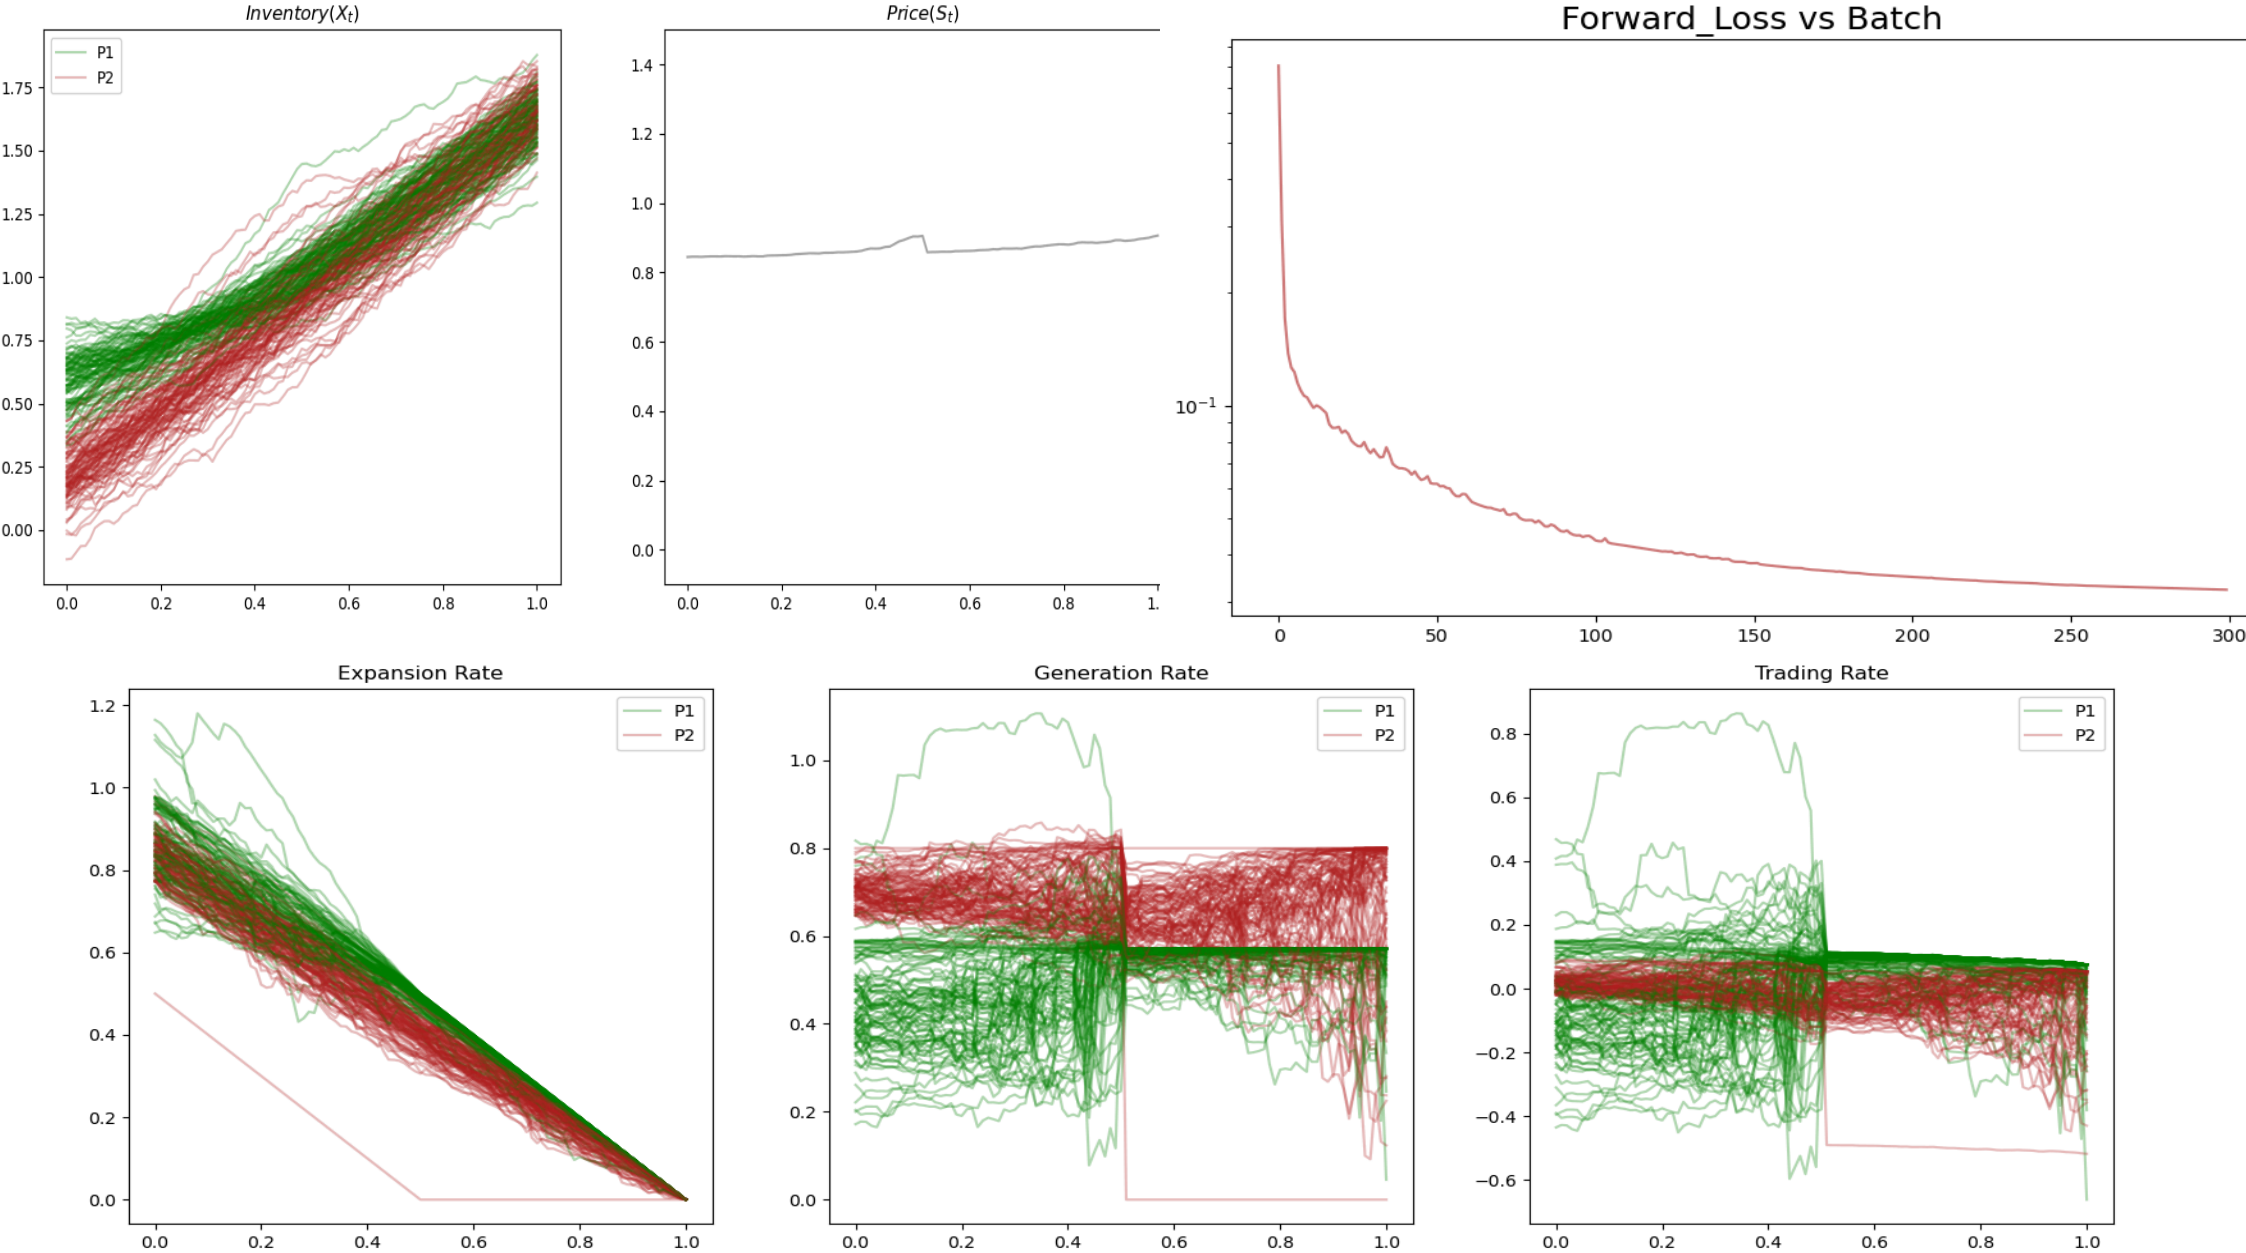 Inventory(Xt)
P1
P2
1.75
1.50
1.25
1.00
0.75
0.50
0.25
0.00
0.0 0.2 0.4 0.6 0.8 1.0
Price(St)
1.4
1.2
1.0
0.8
0.6
0.4
0.2
0.0
0.0 0.2 0.4 0.6 0.8 1.
Forward_Loss vs Batch
10−1
0 50 100 150 200 250 300
Expansion Rate
P1
P2
1.2
1.0
0.8
0.6
0.4
0.2
0.0
0.0 0.2 0.4 0.6 0.8 1.0
Generation Rate
P1
P2
1.0
0.8
0.6
0.4
0.2
0.0
0.0 0.2 0.4 0.6 0.8 1.0
Trading Rate
P1
P2
0.8
0.6
0.4
0.2
0.0
−0.2
−0.4
−0.6
0.0 0.2 0.4 0.6 0.8 1.0